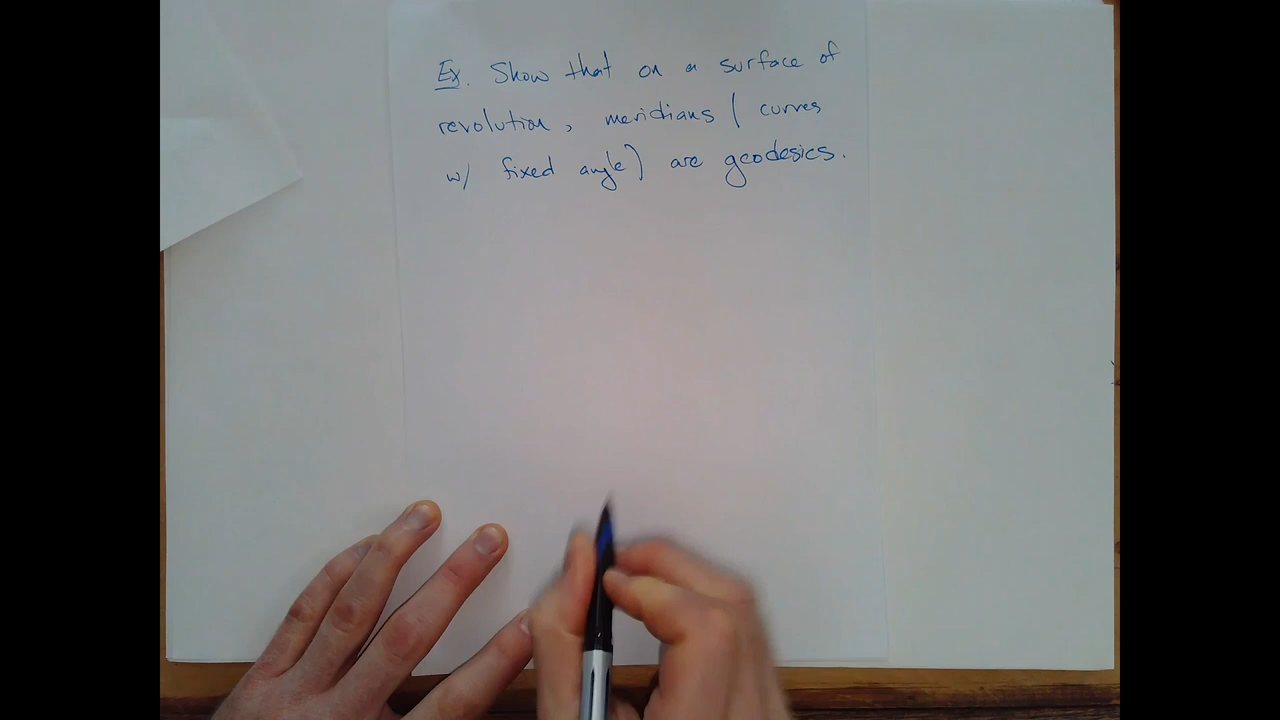 Ex. Show that on a surface of
revolution, meridians (curves
w/ fixed angle) are geodesics.